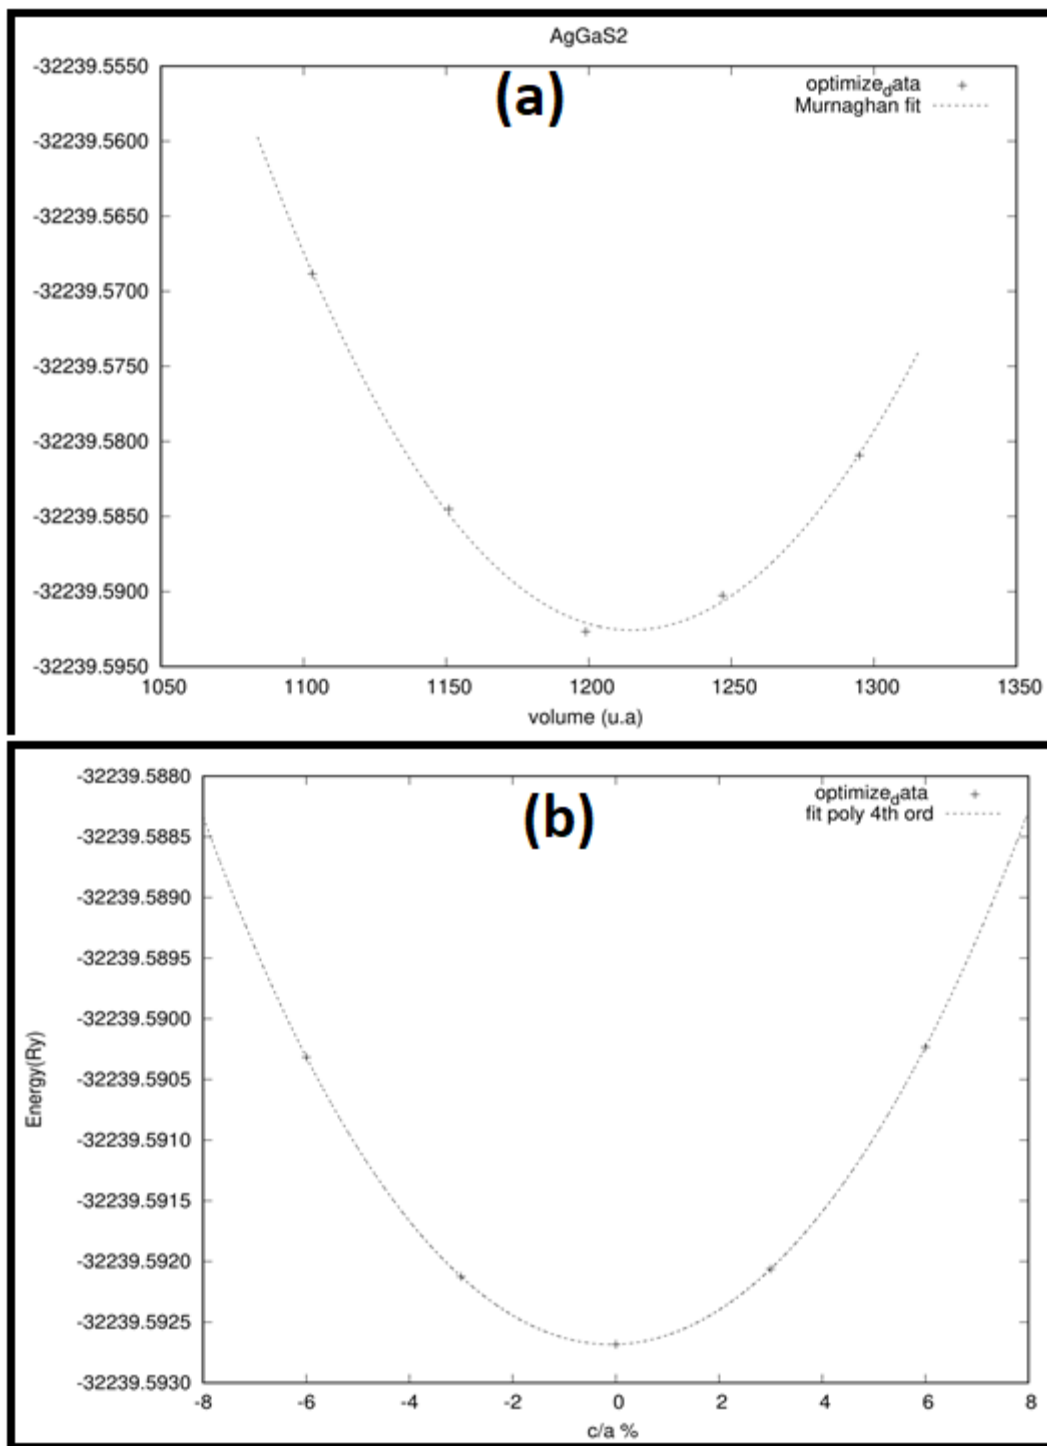 AgGaS2
(a)
optimize_data
Murnaghan fit
-32239.5550
-32239.5600
-32239.5650
-32239.5700
-32239.5750
-32239.5800
-32239.5850
-32239.5900
-32239.5950
1050 1100 1150 1200 1250 1300 1350
volume (u.a)
(b)
optimize_data
fit poly 4th ord
-32239.5880
-32239.5885
-32239.5890
-32239.5895
-32239.5900
-32239.5905
-32239.5910
-32239.5915
-32239.5920
-32239.5925
-32239.5930
Energy(Ry)
-8 -6 -4 -2 0 2 4 6 8
c/a %